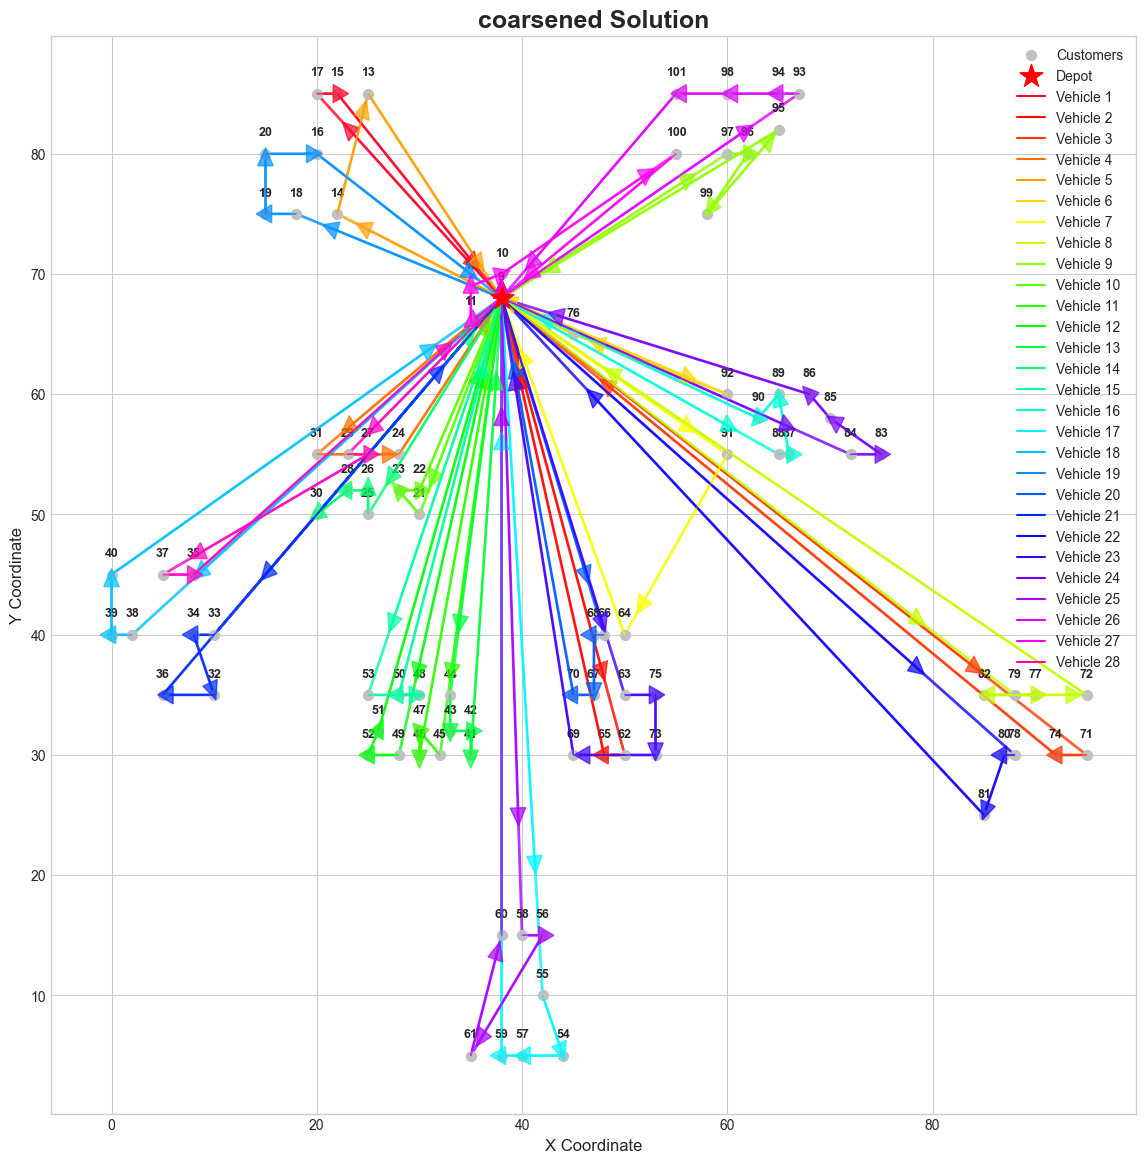 coarsened Solution
Customers
Depot
Vehicle 1
Vehicle 2
Vehicle 3
Vehicle 4
Vehicle 5
Vehicle 6
Vehicle 7
Vehicle 8
Vehicle 9
Vehicle 10
Vehicle 11
Vehicle 12
Vehicle 13
Vehicle 14
Vehicle 15
Vehicle 16
Vehicle 17
Vehicle 18
Vehicle 19
Vehicle 20
Vehicle 21
Vehicle 22
Vehicle 23
Vehicle 24
Vehicle 25
Vehicle 26
Vehicle 27
Vehicle 28
17 15 13 101 98 94 93
95
20 16 100 97 96
19 18 14 99
10
11
76
92 89 86
90 85
31 29 27 24 91 88 87 84 83
28 26 23 22
30 25 21
40 37 35
39 38 34 33 68 66 64
36 32 53 50 48 44 70 67 63 75 82 79 77 72
51 47 43 42
52 49 46 45 41 69 65 62 73 80 78 74 71
81
60 58 56
55
61 59 57 54
80
70
60
50
40
30
20
10
0 20 40 60 80
X Coordinate
Y Coordinate